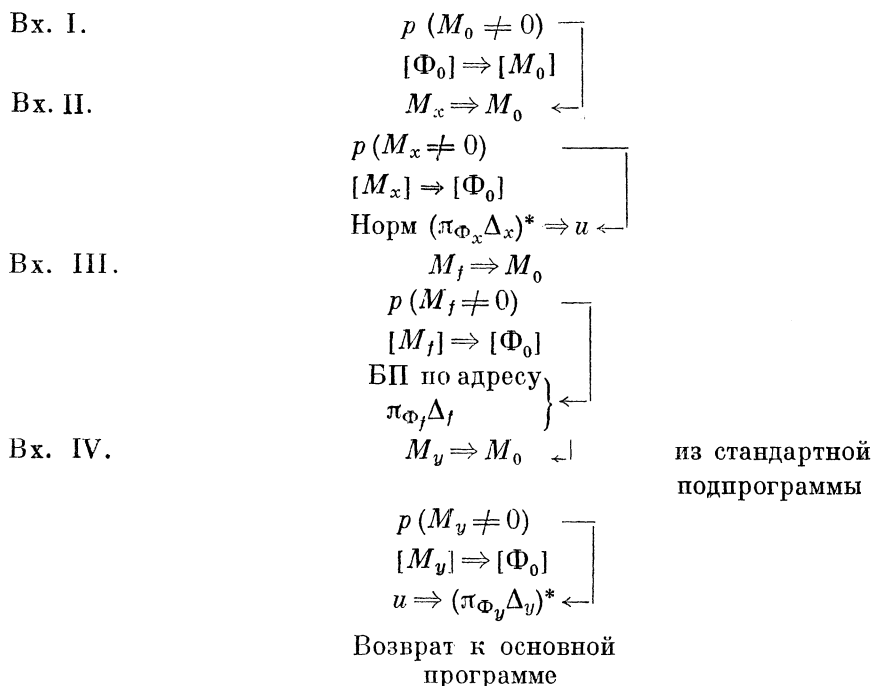 Вх. I. p (M₀ ≠ 0)
[Φ₀] ⇒ [M₀]
Вх. II. Mₓ ⇒ M₀ ←
p (Mₓ ≠ 0)
[Mₓ] ⇒ [Φ₀]
Норм (π_{Φₓ}Δₓ)* ⇒ u ←
Вх. III. M_f ⇒ M₀
p (M_f ≠ 0)
[M_f] ⇒ [Φ₀]
БП по адресу
π_{Φ_f}Δ_f } ←
Вх. IV. M_y ⇒ M₀ ↵ из стандартной
подпрограммы
p (M_y ≠ 0)
[M_y] ⇒ [Φ₀]
u ⇒ (π_{Φ_y}Δ_y)* ←
Возврат к основной
программе